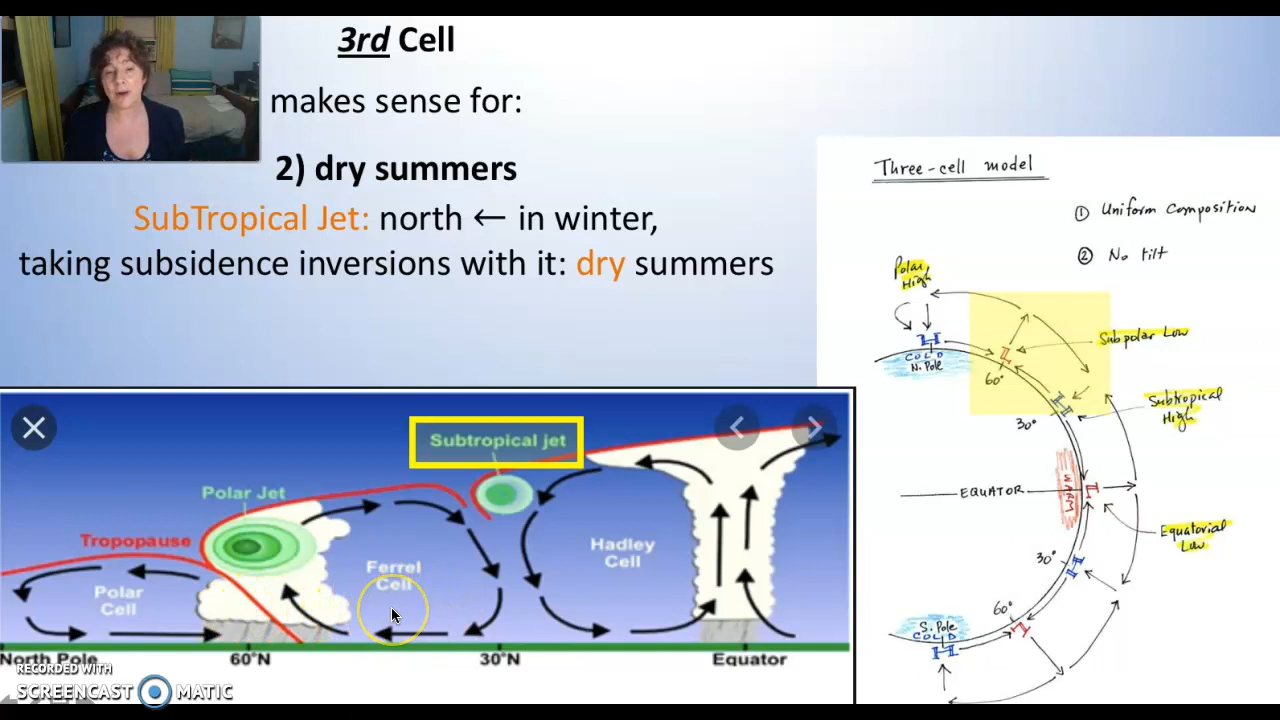 3rd Cell
makes sense for:
2) dry summers
SubTropical Jet: north ← in winter,
taking subsidence inversions with it: dry summers
Three-cell model
① Uniform Composition
② No tilt
Polar High
H
COLD
N. Pole
L
Subpolar Low
60°
H
Subtropical High
30°
WARM
EQUATOR
L
Equatorial Low
30°
H
60°
L
S. Pole
COLD
H
Subtropical jet
Polar Jet
Tropopause
Hadley Cell
Ferrel Cell
Polar Cell
North Pole 60°N 30°N Equator
RECORDED WITH
SCREENCAST MATIC